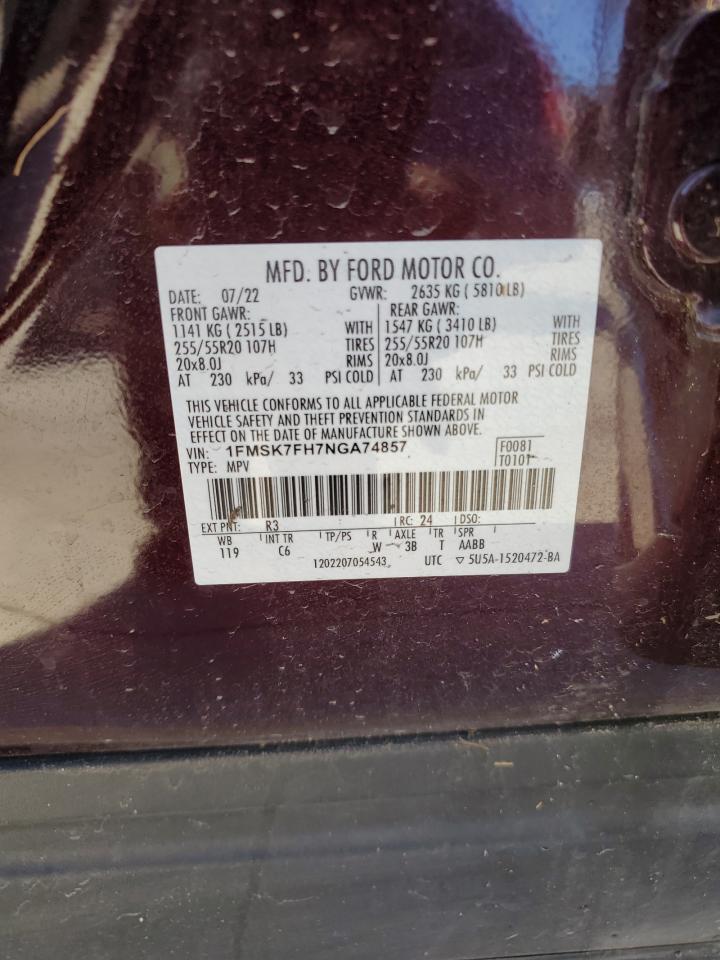 MFD. BY FORD MOTOR CO.
DATE: 07/22 GVWR: 2635 KG ( 5810 LB)
FRONT GAWR: REAR GAWR:
1141 KG ( 2515 LB) WITH 1547 KG ( 3410 LB) WITH
255/55R20 107H TIRES 255/55R20 107H TIRES
20x8.0J RIMS 20x8.0J RIMS
AT 230 kPa/ 33 PSI COLD AT 230 kPa/ 33 PSI COLD
THIS VEHICLE CONFORMS TO ALL APPLICABLE FEDERAL MOTOR
VEHICLE SAFETY AND THEFT PREVENTION STANDARDS IN
EFFECT ON THE DATE OF MANUFACTURE SHOWN ABOVE.
VIN: 1FMSK7FH7NGA74857 F0081
TYPE: MPV T0101
EXT PNT: R3 RC: 24 DSO:
WB INT TR TP/PS R AXLE TR SPR
119 C6 W 3B T AABB
1202207054543 UTC ▽ 5U5A-1520472-BA